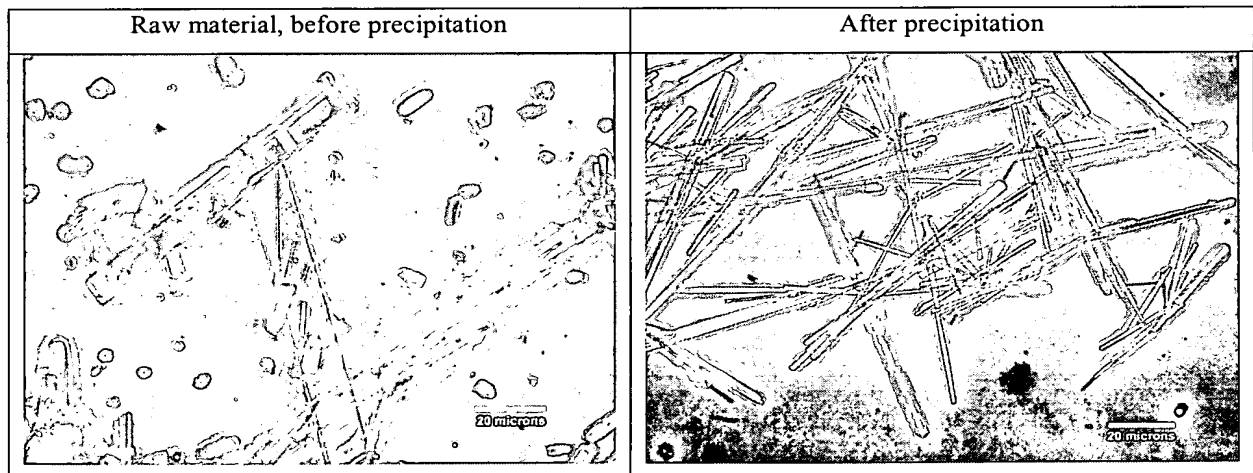 Raw material, before precipitation
After precipitation
20 microns
20 microns